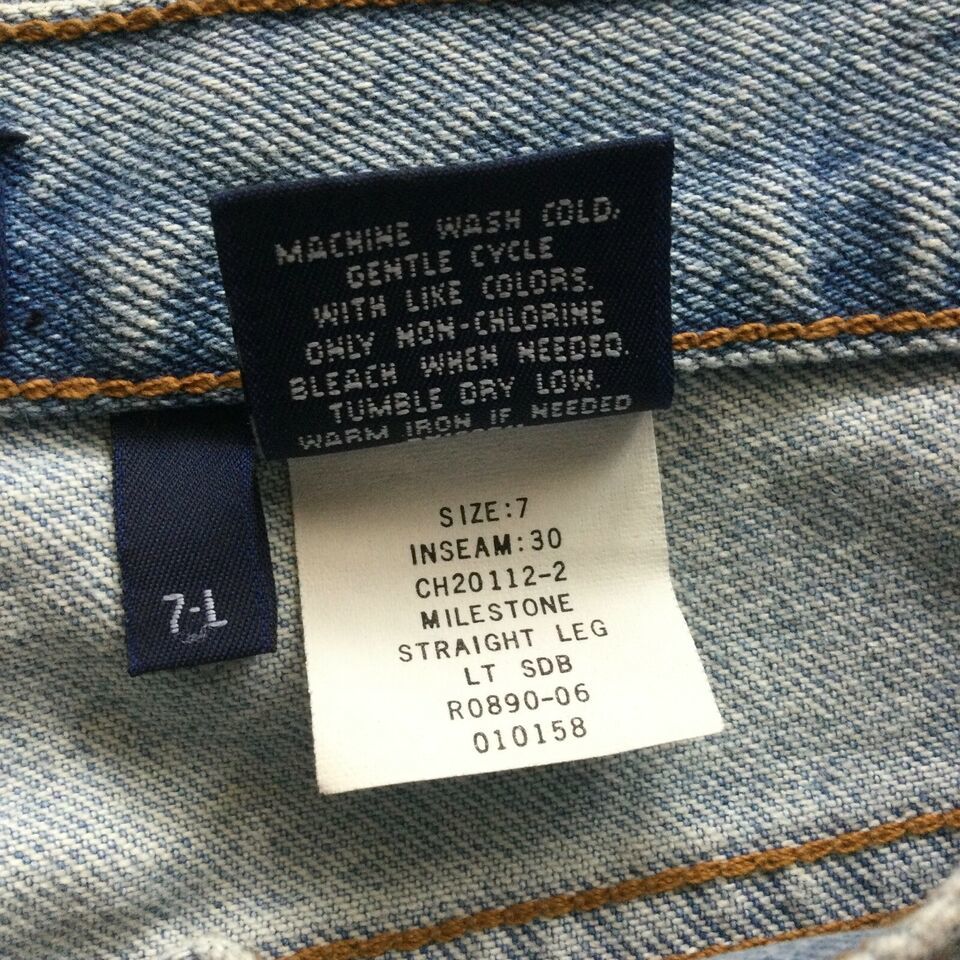 MACHINE WASH COLD.
GENTLE CYCLE
WITH LIKE COLORS.
ONLY NON-CHLORINE
BLEACH WHEN NEEDED.
TUMBLE DRY LOW.
WARM IRON IF NEEDED
7-L
SIZE:7
INSEAM:30
CH20112-2
MILESTONE
STRAIGHT LEG
LT SDB
R0890-06
010158